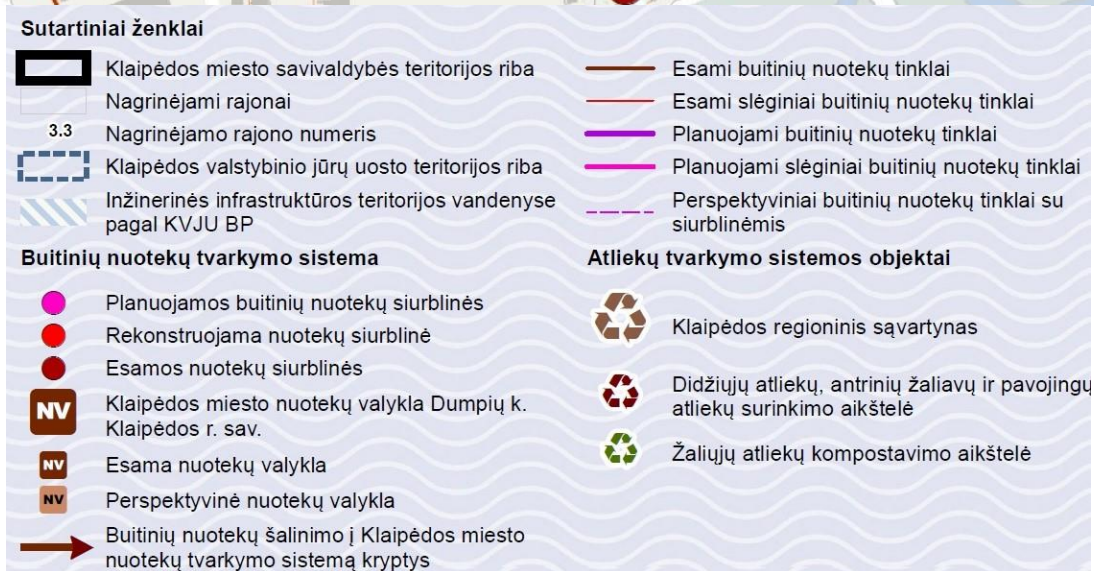 Sutartiniai ženklai
Klaipėdos miesto savivaldybės teritorijos riba
Nagrinėjami rajonai
3.3 Nagrinėjamo rajono numeris
Klaipėdos valstybinio jūrų uosto teritorijos riba
Inžinerinės infrastruktūros teritorijos vandenyse
pagal KVJU BP
Esami buitinių nuotekų tinklai
Esami slėginiai buitinių nuotekų tinklai
Planuojami buitinių nuotekų tinklai
Planuojami slėginiai buitinių nuotekų tinklai
Perspektyviniai buitinių nuotekų tinklai su
siurblinėmis
Buitinių nuotekų tvarkymo sistema
Planuojamos buitinių nuotekų siurblinės
Rekonstruojama nuotekų siurblinė
Esamos nuotekų siurblinės
NV Klaipėdos miesto nuotekų valykla Dumpių k.
Klaipėdos r. sav.
NV Esama nuotekų valykla
NV Perspektyvinė nuotekų valykla
Buitinių nuotekų šalinimo į Klaipėdos miesto
nuotekų tvarkymo sistemą kryptys
Atliekų tvarkymo sistemos objektai
Klaipėdos regioninis sąvartynas
Didžiųjų atliekų, antrinių žaliavų ir pavojingų
atliekų surinkimo aikštelė
Žaliųjų atliekų kompostavimo aikštelė